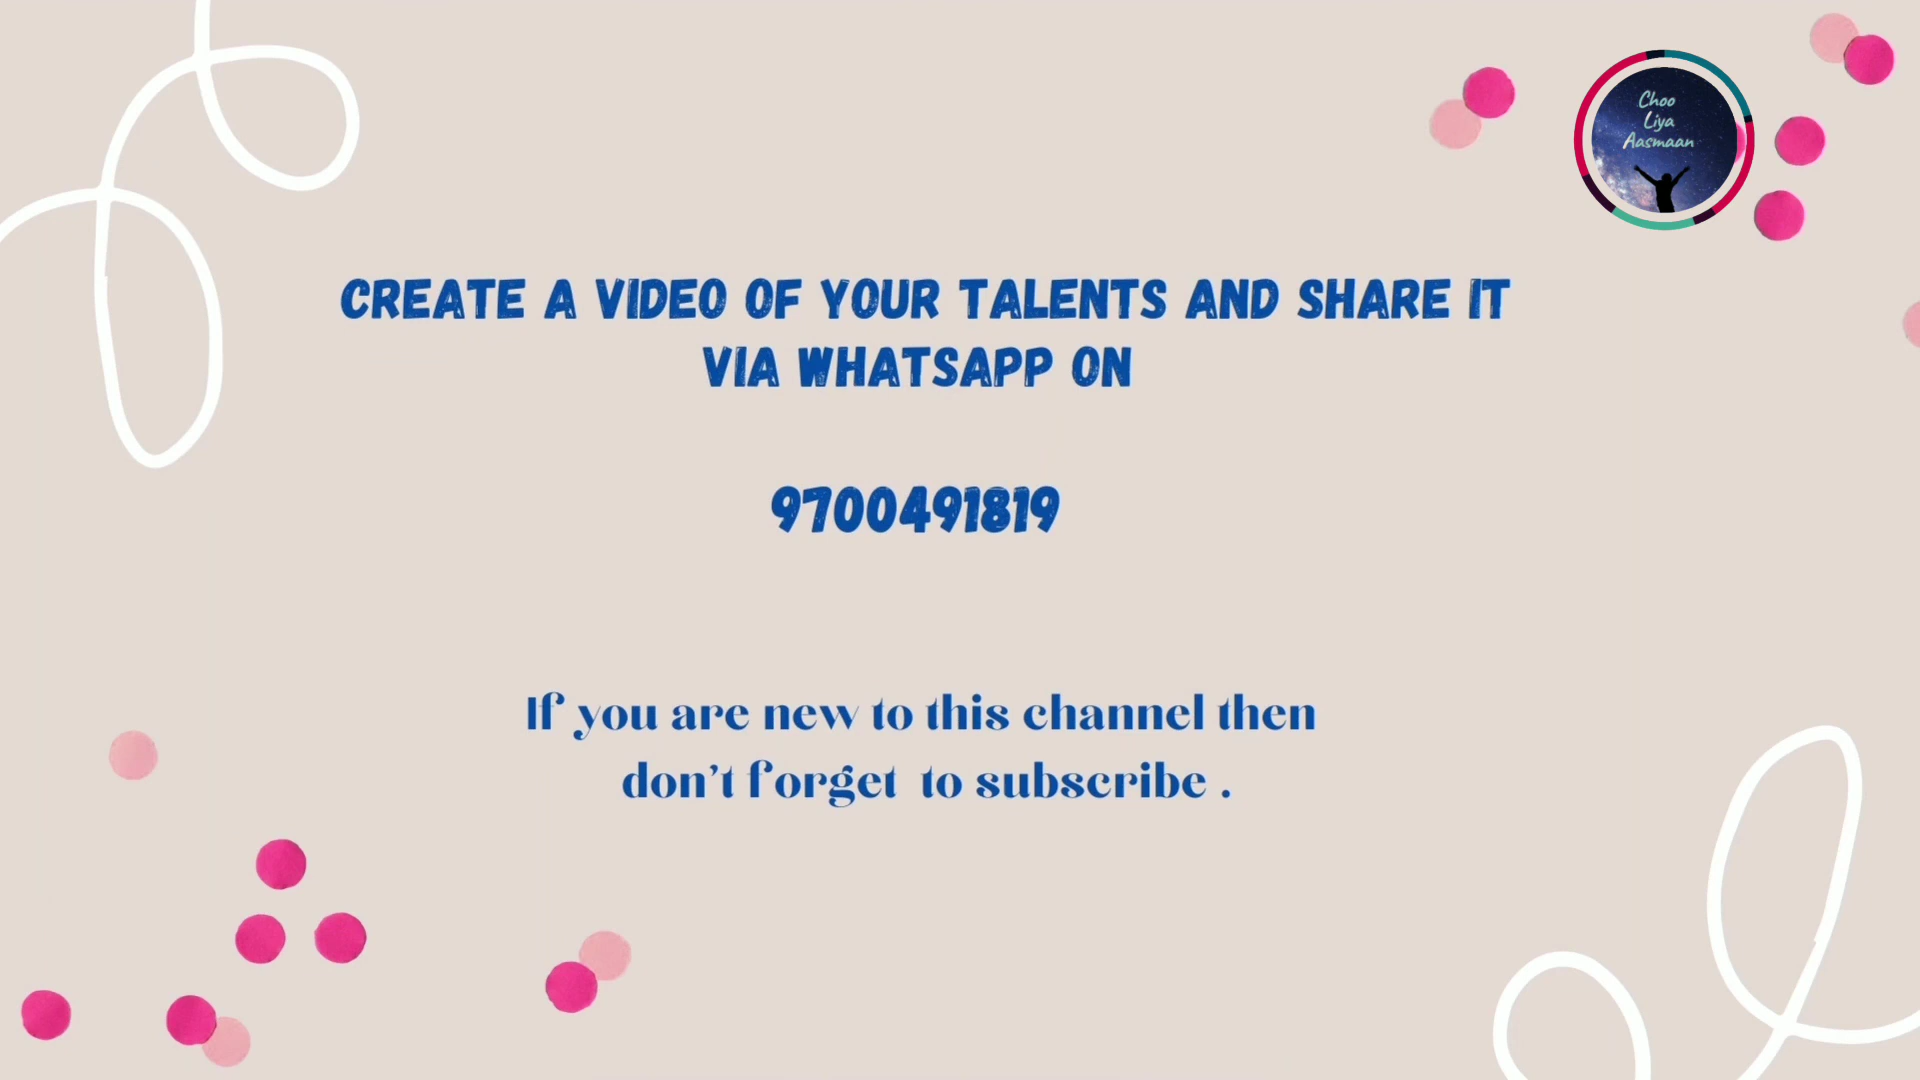 Choo
Liya
Aasmaan
CREATE A VIDEO OF YOUR TALENTS AND SHARE IT
VIA WHATSAPP ON
9700491819
If you are new to this channel then
don't forget to subscribe .